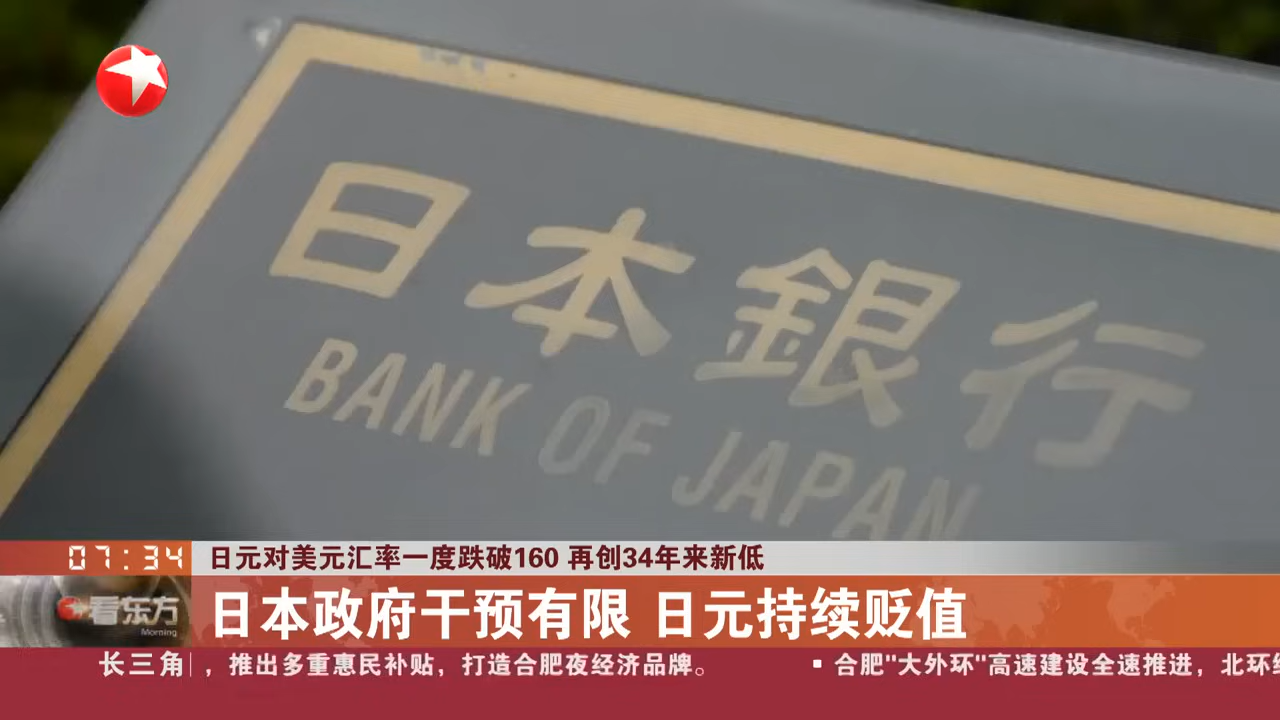 日本銀行
BANK OF JAPAN
07:34
日元对美元汇率一度跌破160 再创34年来新低
看东方
Morning
日本政府干预有限 日元持续贬值
长三角
，推出多重惠民补贴，打造合肥夜经济品牌。
▪ 合肥"大外环"高速建设全速推进，北环线